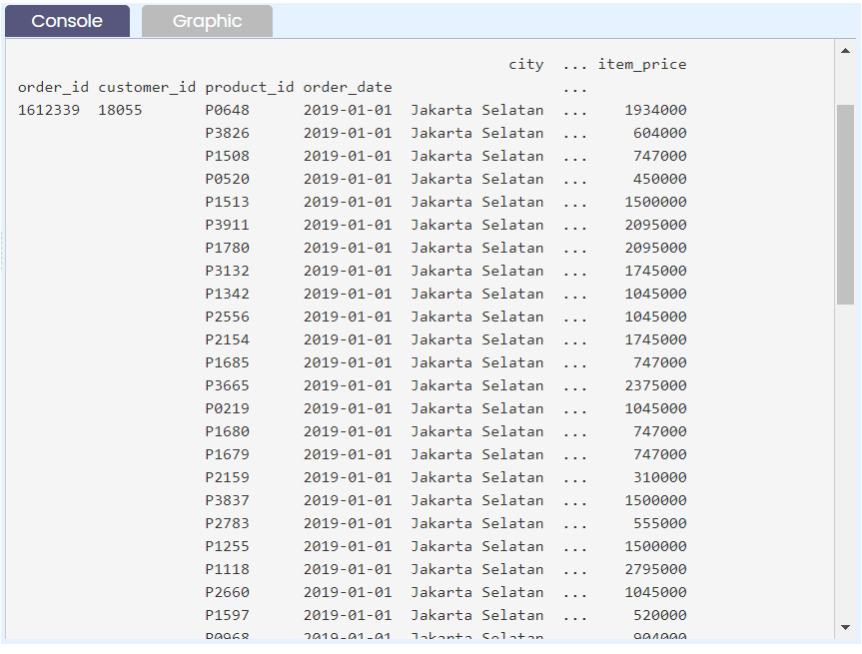 Console Graphic
city ... item_price
order_id customer_id product_id order_date ...
1612339 18055 P0648 2019-01-01 Jakarta Selatan ... 1934000
P3826 2019-01-01 Jakarta Selatan ... 604000
P1508 2019-01-01 Jakarta Selatan ... 747000
P0520 2019-01-01 Jakarta Selatan ... 450000
P1513 2019-01-01 Jakarta Selatan ... 1500000
P3911 2019-01-01 Jakarta Selatan ... 2095000
P1780 2019-01-01 Jakarta Selatan ... 2095000
P3132 2019-01-01 Jakarta Selatan ... 1745000
P1342 2019-01-01 Jakarta Selatan ... 1045000
P2556 2019-01-01 Jakarta Selatan ... 1045000
P2154 2019-01-01 Jakarta Selatan ... 1745000
P1685 2019-01-01 Jakarta Selatan ... 747000
P3665 2019-01-01 Jakarta Selatan ... 2375000
P0219 2019-01-01 Jakarta Selatan ... 1045000
P1680 2019-01-01 Jakarta Selatan ... 747000
P1679 2019-01-01 Jakarta Selatan ... 747000
P2159 2019-01-01 Jakarta Selatan ... 310000
P3837 2019-01-01 Jakarta Selatan ... 1500000
P2783 2019-01-01 Jakarta Selatan ... 555000
P1255 2019-01-01 Jakarta Selatan ... 1500000
P1118 2019-01-01 Jakarta Selatan ... 2795000
P2660 2019-01-01 Jakarta Selatan ... 1045000
P1597 2019-01-01 Jakarta Selatan ... 520000
P0968 2019-01-01 Jakarta Selatan ... 904000